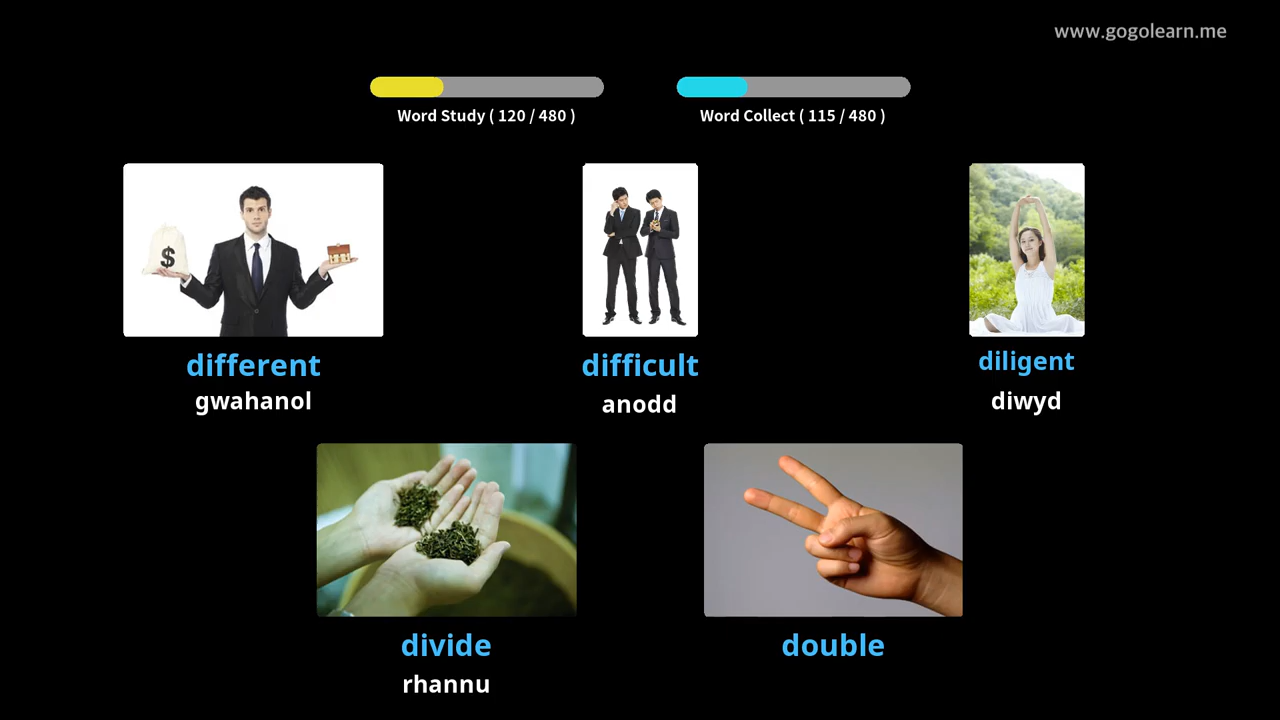 www.gogolearn.me
Word Study ( 120 / 480 )
Word Collect ( 115 / 480 )
$
different
gwahanol
difficult
anodd
diligent
diwyd
divide
rhannu
double